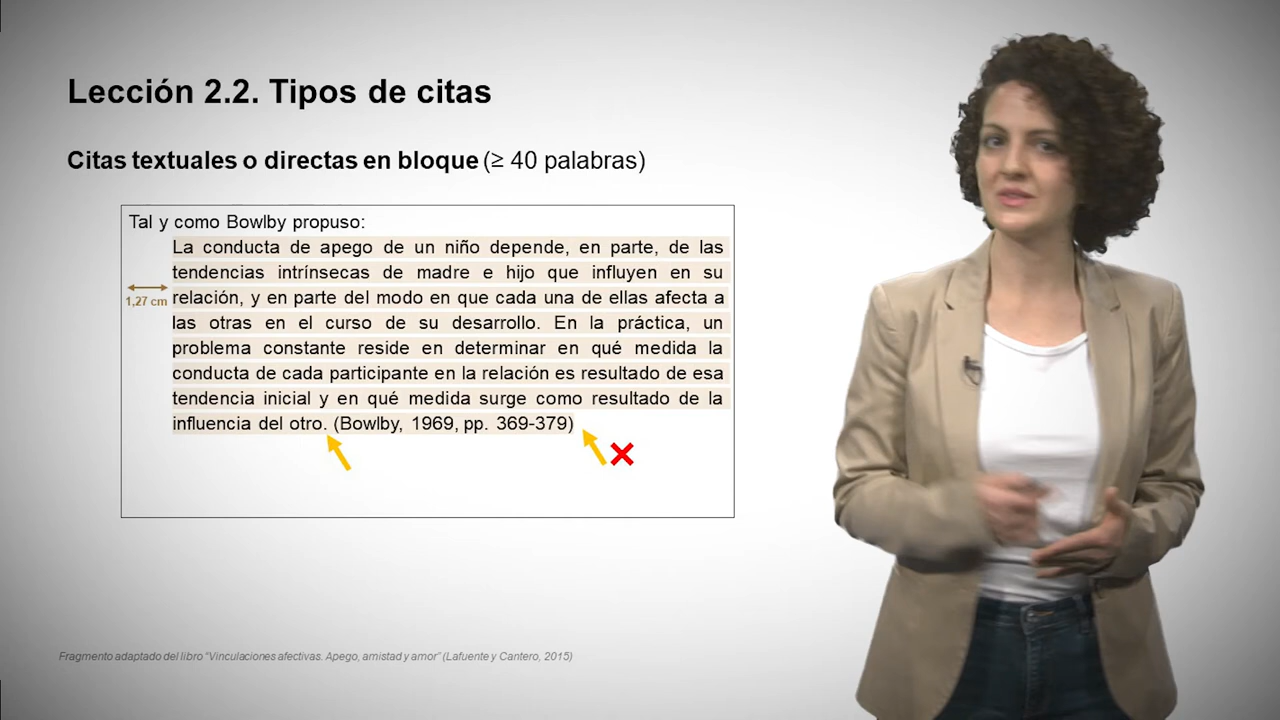 Lección 2.2. Tipos de citas
Citas textuales o directas en bloque (≥ 40 palabras)
Tal y como Bowlby propuso:
La conducta de apego de un niño depende, en parte, de las
tendencias intrínsecas de madre e hijo que influyen en su
1,27 cm
relación, y en parte del modo en que cada una de ellas afecta a
las otras en el curso de su desarrollo. En la práctica, un
problema constante reside en determinar en qué medida la
conducta de cada participante en la relación es resultado de esa
tendencia inicial y en qué medida surge como resultado de la
influencia del otro. (Bowlby, 1969, pp. 369-379)
Fragmento adaptado del libro "Vinculaciones afectivas. Apego, amistad y amor" (Lafuente y Cantero, 2015)